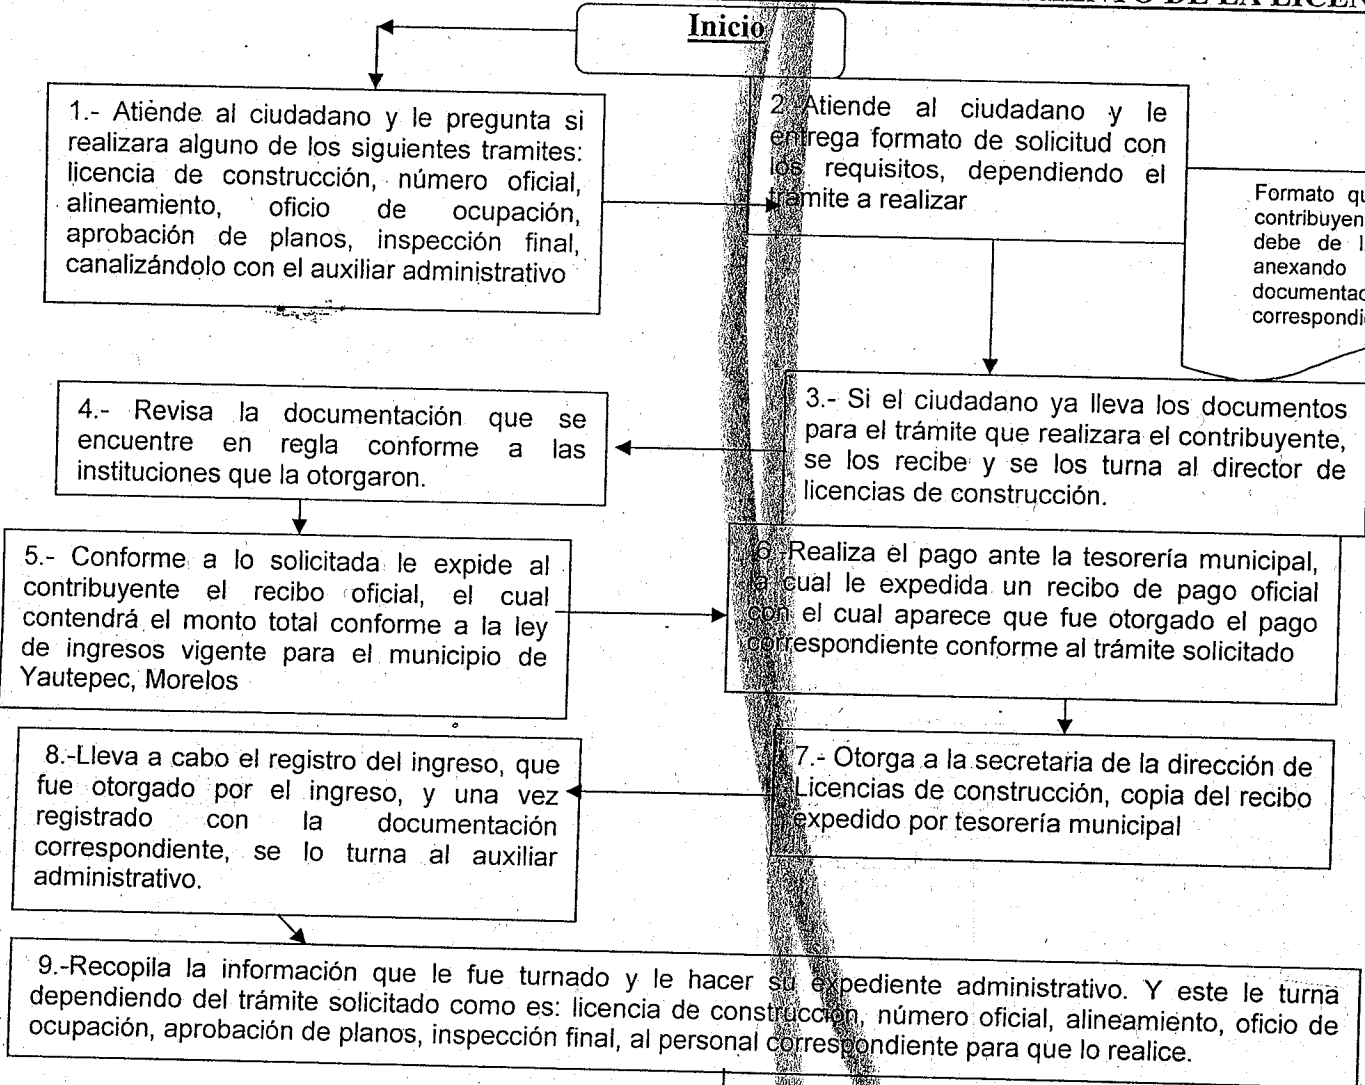 DE LA LICEN
Inicio
1.- Atiende al ciudadano y le pregunta si
realizara alguno de los siguientes tramites:
licencia de construcción, número oficial,
alineamiento, oficio de ocupación,
aprobación de planos, inspección final,
canalizándolo con el auxiliar administrativo
2.-Atiende al ciudadano y le
entrega formato de solicitud con
los requisitos, dependiendo el
trámite a realizar
Formato qu
contribuyen
debe de l
anexando
documentac
correspondi
3.- Si el ciudadano ya lleva los documentos
para el trámite que realizara el contribuyente,
se los recibe y se los turna al director de
licencias de construcción.
4.- Revisa la documentación que se
encuentre en regla conforme a las
instituciones que la otorgaron.
5.- Conforme a lo solicitada le expide al
contribuyente el recibo oficial, el cual
contendrá el monto total conforme a la ley
de ingresos vigente para el municipio de
Yautepec, Morelos
6.-Realiza el pago ante la tesorería municipal,
la cual le expedida un recibo de pago oficial
con el cual aparece que fue otorgado el pago
correspondiente conforme al trámite solicitado
7.- Otorga a la secretaria de la dirección de
Licencias de construcción, copia del recibo
expedido por tesorería municipal
8.-Lleva a cabo el registro del ingreso, que
fue otorgado por el ingreso, y una vez
registrado con la documentación
correspondiente, se lo turna al auxiliar
administrativo.
9.-Recopila la información que le fue turnado y le hacer su expediente administrativo. Y este le turna
dependiendo del trámite solicitado como es: licencia de construcción, número oficial, alineamiento, oficio de
ocupación, aprobación de planos, inspección final, al personal correspondiente para que lo realice.